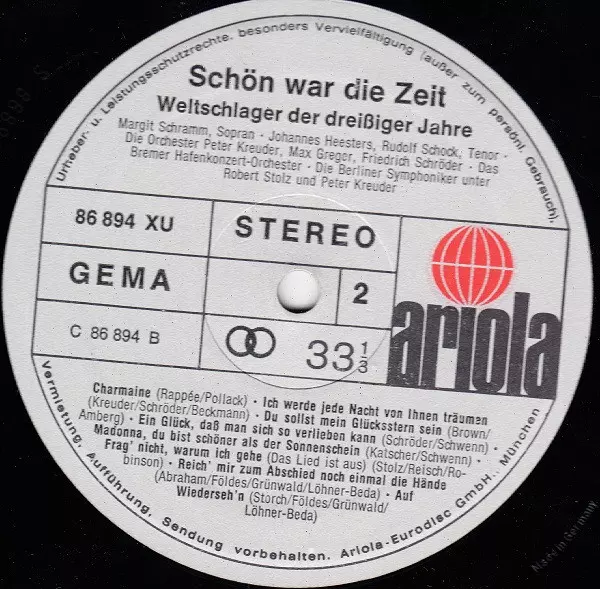 Urheber- u. Leistungsschutzrechte, besonders Vervielfältigung (außer zum persönl. Gebrauch),
Schön war die Zeit
Weltschlager der dreißiger Jahre
Margit Schramm, Sopran · Johannes Heesters, Rudolf Schock, Tenor ·
Die Orchester Peter Kreuder, Max Greger, Friedrich Schröder · Das
Bremer Hafenkonzert-Orchester · Die Berliner Symphoniker unter
Robert Stolz und Peter Kreuder
86 894 XU
STEREO
GEMA
2
C 86 894 B
33 1/3
ariola
Charmaine (Rappée/Pollack) · Ich werde jede Nacht von Ihnen träumen
(Kreuder/Schröder/Beckmann) · Du sollst mein Glücksstern sein (Brown/
Amberg) · Ein Glück, daß man sich so verlieben kann (Schröder/Schwenn) ·
Madonna, du bist schöner als der Sonnenschein (Katscher/Schwenn) ·
Frag' nicht, warum ich gehe (Das Lied ist aus) (Stolz/Reisch/Ro-
binson) · Reich' mir zum Abschied noch einmal die Hände
(Abraham/Földes/Grünwald/Löhner-Beda) · Auf
Wiederseh'n (Storch/Földes/Grünwald/
Löhner-Beda)
Vermietung, Aufführung, Sendung vorbehalten. Ariola-Eurodisc GmbH., München
Made in Germany